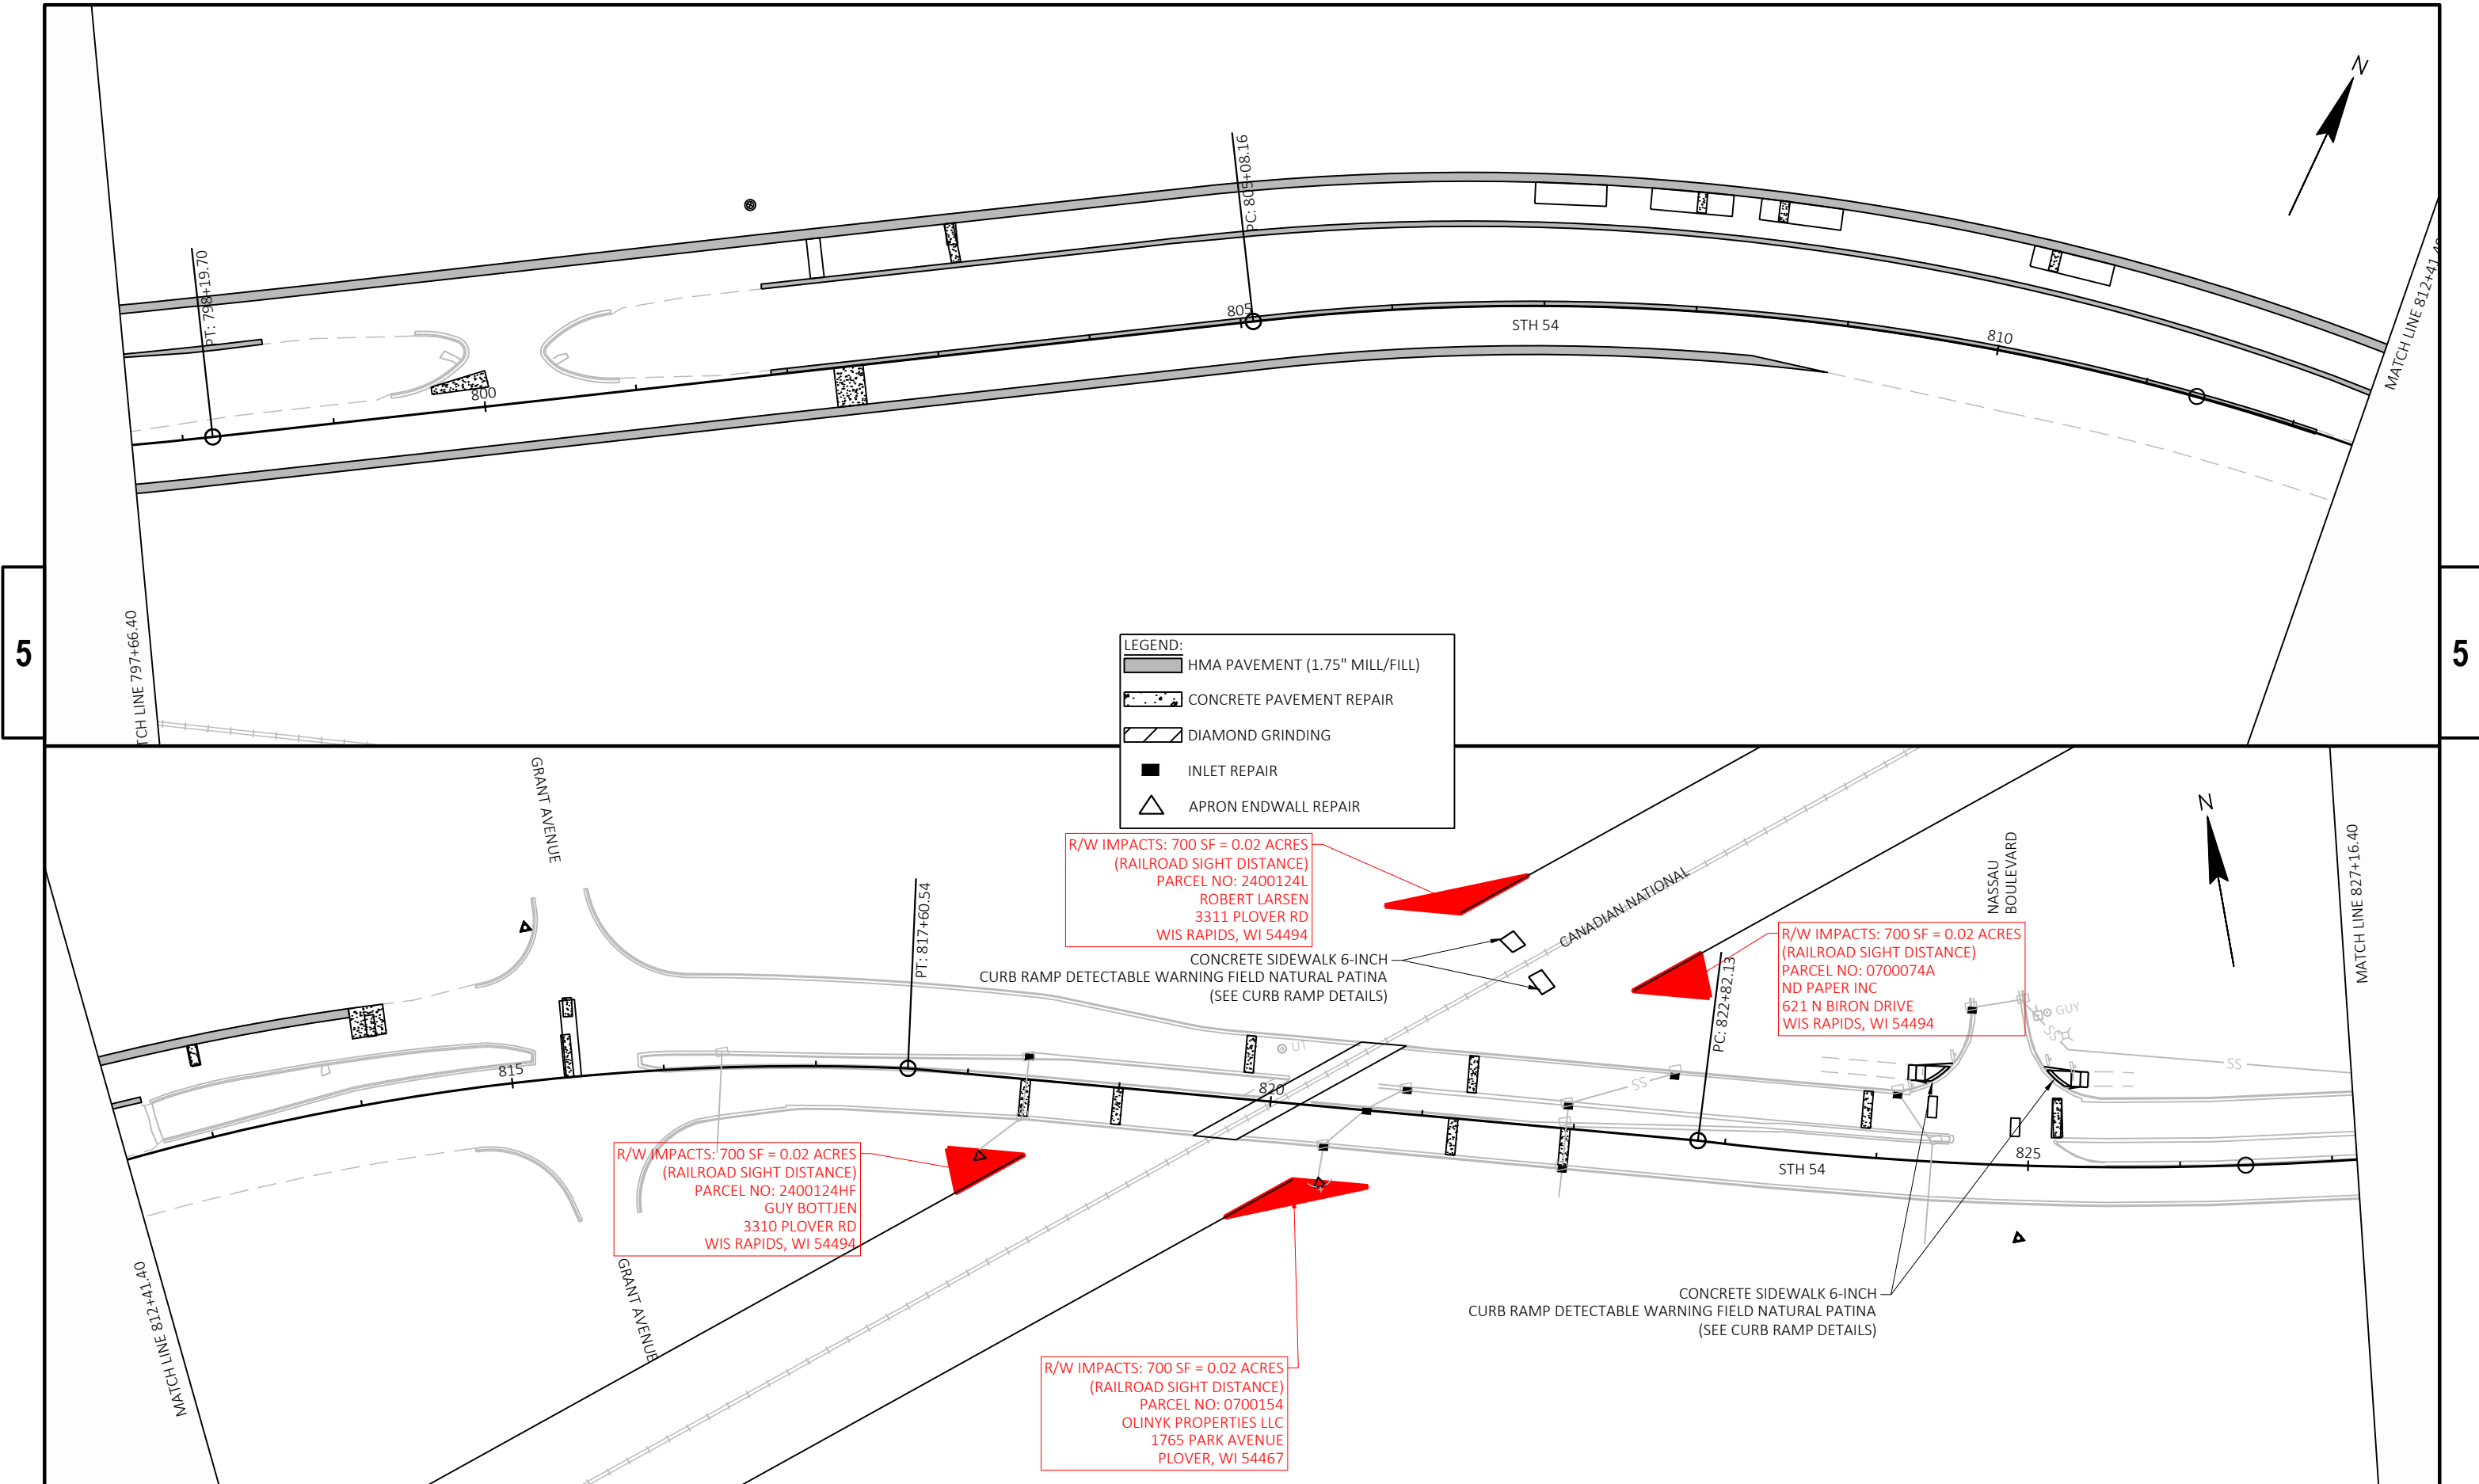 N
PT: 798+19.70
PC: 805+08.16
800
805
STH 54
810
MATCH LINE 812+41.40
TCH LINE 797+66.40
5
5
LEGEND:
HMA PAVEMENT (1.75" MILL/FILL)
CONCRETE PAVEMENT REPAIR
DIAMOND GRINDING
INLET REPAIR
APRON ENDWALL REPAIR
GRANT AVENUE
N
NASSAU
BOULEVARD
MATCH LINE 827+16.40
R/W IMPACTS: 700 SF = 0.02 ACRES
(RAILROAD SIGHT DISTANCE)
PARCEL NO: 2400124L
ROBERT LARSEN
3311 PLOVER RD
WIS RAPIDS, WI 54494
CANADIAN NATIONAL
PT: 817+60.54
CONCRETE SIDEWALK 6-INCH
CURB RAMP DETECTABLE WARNING FIELD NATURAL PATINA
(SEE CURB RAMP DETAILS)
R/W IMPACTS: 700 SF = 0.02 ACRES
(RAILROAD SIGHT DISTANCE)
PARCEL NO: 0700074A
ND PAPER INC
621 N BIRON DRIVE
WIS RAPIDS, WI 54494
PC: 822+82.13
GUY
SS
SS
SS
UT
815
820
825
STH 54
R/W IMPACTS: 700 SF = 0.02 ACRES
(RAILROAD SIGHT DISTANCE)
PARCEL NO: 2400124HF
GUY BOTTJEN
3310 PLOVER RD
WIS RAPIDS, WI 54494
GRANT AVENUE
MATCH LINE 812+41.40
CONCRETE SIDEWALK 6-INCH
CURB RAMP DETECTABLE WARNING FIELD NATURAL PATINA
(SEE CURB RAMP DETAILS)
R/W IMPACTS: 700 SF = 0.02 ACRES
(RAILROAD SIGHT DISTANCE)
PARCEL NO: 0700154
OLINYK PROPERTIES LLC
1765 PARK AVENUE
PLOVER, WI 54467